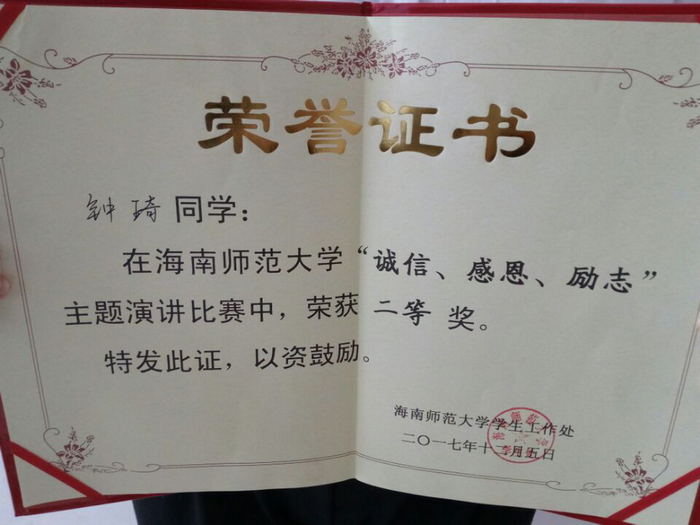 荣誉证书
钟琦 同学：
在海南师范大学“诚信、感恩、励志”
主题演讲比赛中，荣获 二等 奖。
特发此证，以资鼓励。
海南师范大学学生工作处
二〇一七年十二月五日